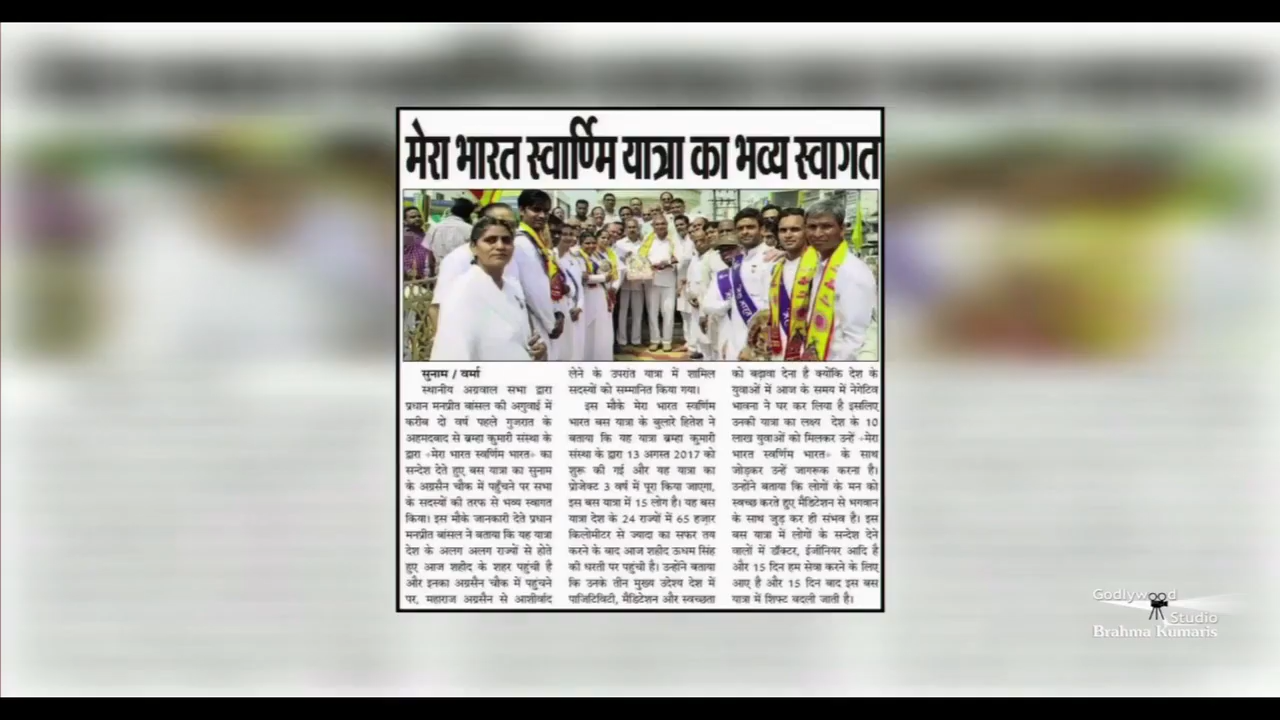 मेरा भारत स्वार्णिम यात्रा का भव्य स्वागत
सुनाम / वर्मा
स्थानीय अग्रवाल सभा द्वारा
प्रधान मनप्रीत बांसल की अगुवाई में
करीब दो वर्ष पहले गुजरात के
अहमदवाद से ब्रम्हा कुमारी संस्था के
द्वारा ÷मेरा भारत स्वर्णिम भारत÷ का
सन्देश देते हुए बस यात्रा का सुनाम
के अग्रसैन चौक में पहुँचने पर सभा
के सदस्यों की तरफ से भव्य स्वागत
किया। इस मौके जानकारी देते प्रधान
मनप्रीत बांसल ने बताया कि यह यात्रा
देश के अलग अलग राज्यों से होते
हुए आज शहीद के शहर पहुंची है
और इनका अग्रसैन चौक में पहुंचने
पर, महाराज अग्रसैन से आशीर्वाद
लेने के उपरांत यात्रा में शामिल
सदस्यों को सम्मानित किया गया।
इस मौके मेरा भारत स्वर्णिम
भारत बस यात्रा के बुलारे हितेश ने
बताया कि यह यात्रा ब्रम्हा कुमारी
संस्था के द्वारा 13 अगस्त 2017 को
शुरू की गई और यह यात्रा का
प्रोजेक्ट 3 वर्ष में पूरा किया जाएगा,
इस बस यात्रा में 15 लोग है। यह बस
यात्रा देश के 24 राज्यों में 65 हज़ार
किलोमीटर से ज्यादा का सफर तय
करने के बाद आज शहीद ऊधम सिंह
की धरती पर पहुंची है। उन्होंने बताया
कि उनके तीन मुख्य उदेश्य देश में
पाजिटिविटी, मैडिटेशन और स्वच्छता
को बढ़ावा देना है क्योंकि देश के
युवाओं में आज के समय में नेगेटिव
भावना ने घर कर लिया है इसलिए
उनकी यात्रा का लक्ष्य देश के 10
लाख युवाओं को मिलकर उन्हें ÷मेरा
भारत स्वर्णिम भारत÷ के साथ
जोड़कर उन्हें जागरूक करना है।
उन्होंने बताया कि लोगों के मन को
स्वच्छ करते हुए मैडिटेशन से भगवान
के साथ जुड़ कर ही संभव है। इस
बस यात्रा में लोगों के सन्देश देने
वालों में डॉक्टर, ईजीनियर आदि है
और 15 दिन हम सेवा करने के लिए
आए है और 15 दिन बाद इस बस
यात्रा में शिफ्ट बदली जाती है।
Godlywood
Studio
Brahma Kumaris